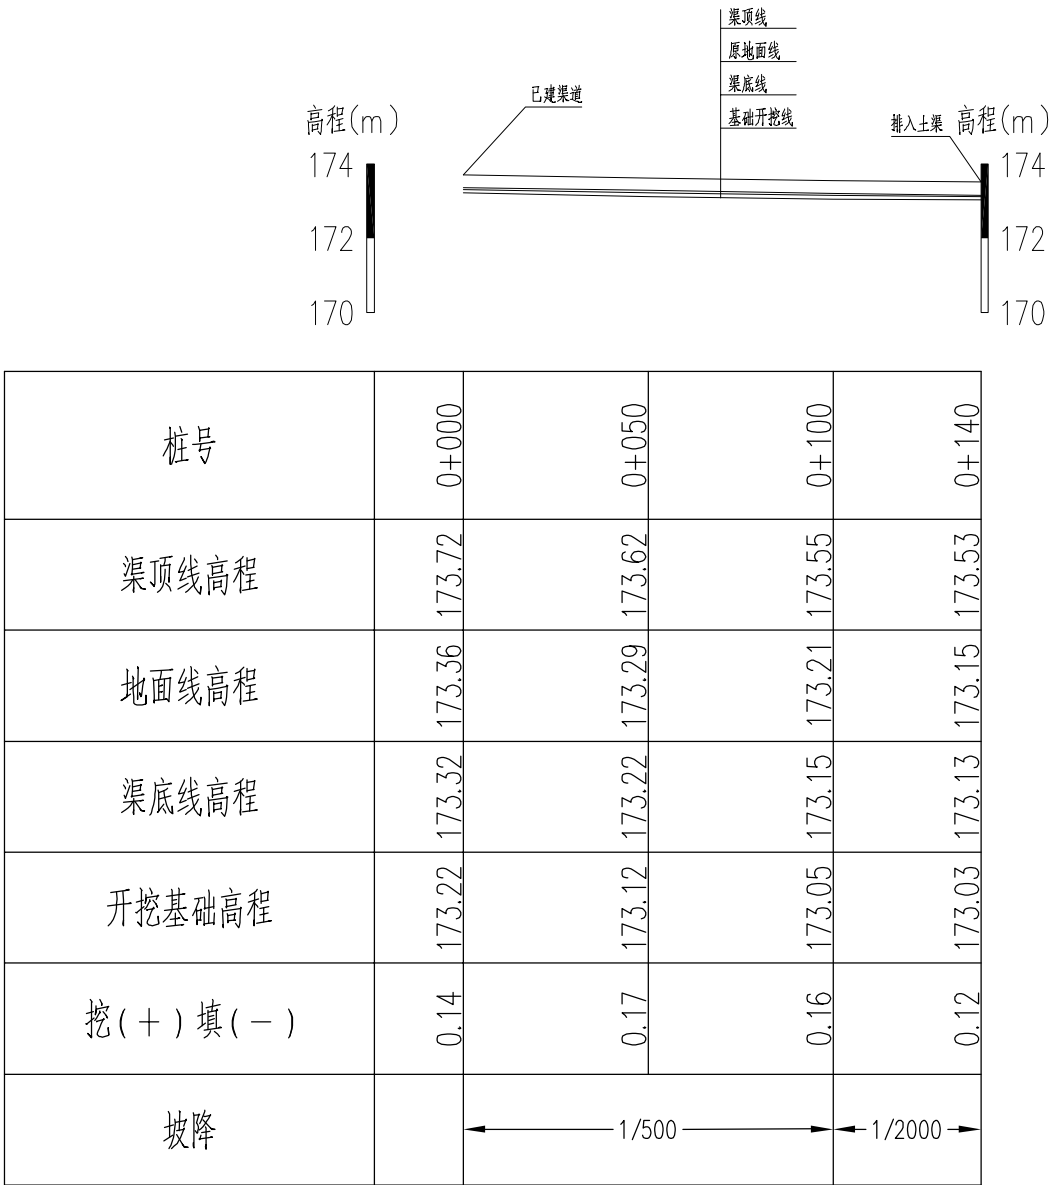 渠顶线
原地面线
渠底线
基础开挖线
已建渠道
排入土渠
高程(m)
174
172
170
高程(m)
174
172
170
桩号 0+000 0+050 0+100 0+140
渠顶线高程 173.72 173.62 173.55 173.53
地面线高程 173.36 173.29 173.21 173.15
渠底线高程 173.32 173.22 173.15 173.13
开挖基础高程 173.22 173.12 173.05 173.03
挖(+)填(-) 0.14 0.17 0.16 0.12
坡降 1/500 1/2000